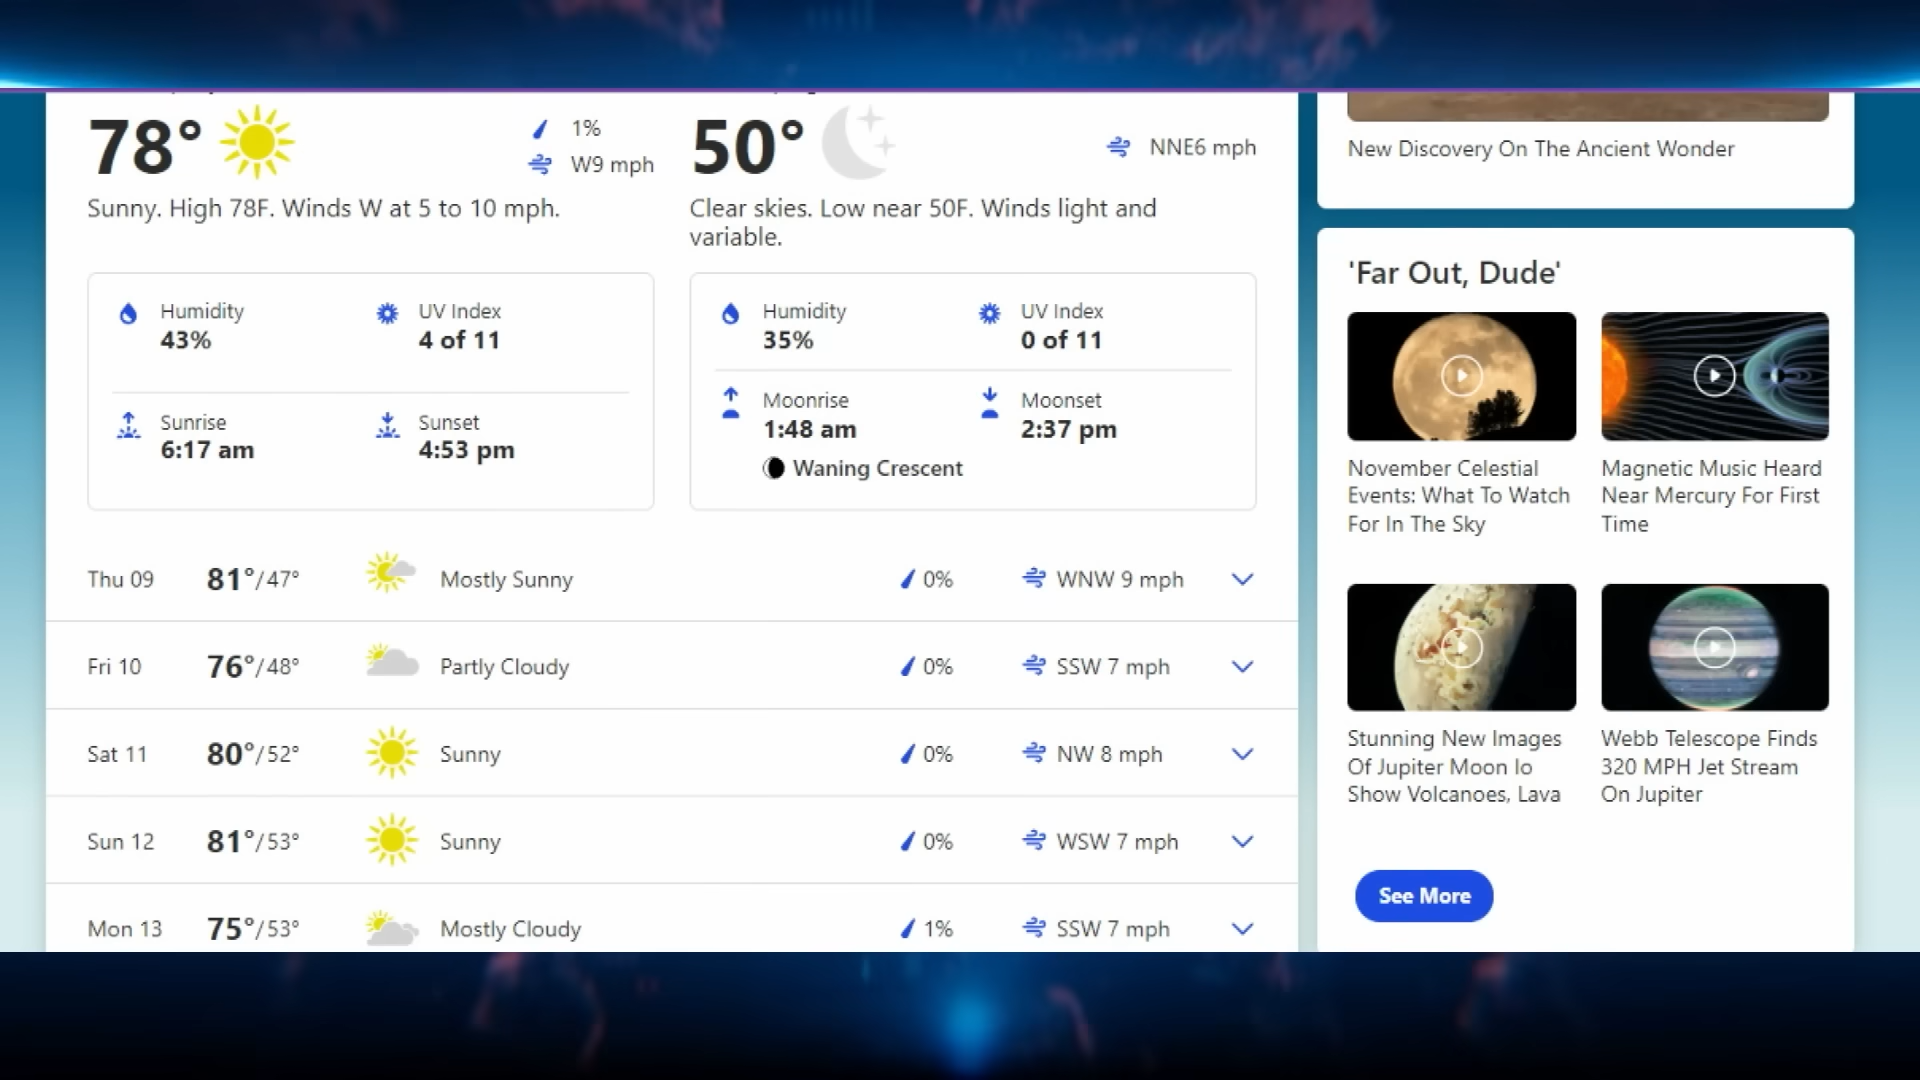 78°
1%
W9 mph
Sunny. High 78F. Winds W at 5 to 10 mph.
Humidity
43%
UV Index
4 of 11
Sunrise
6:17 am
Sunset
4:53 pm
50°
NNE6 mph
Clear skies. Low near 50F. Winds light and
variable.
Humidity
35%
UV Index
0 of 11
Moonrise
1:48 am
Waning Crescent
Moonset
2:37 pm
Thu 09 81°/47° Mostly Sunny 0% WNW 9 mph
Fri 10 76°/48° Partly Cloudy 0% SSW 7 mph
Sat 11 80°/52° Sunny 0% NW 8 mph
Sun 12 81°/53° Sunny 0% WSW 7 mph
Mon 13 75°/53° Mostly Cloudy 1% SSW 7 mph
New Discovery On The Ancient Wonder
'Far Out, Dude'
November Celestial
Events: What To Watch
For In The Sky
Magnetic Music Heard
Near Mercury For First
Time
Stunning New Images
Of Jupiter Moon Io
Show Volcanoes, Lava
Webb Telescope Finds
320 MPH Jet Stream
On Jupiter
See More